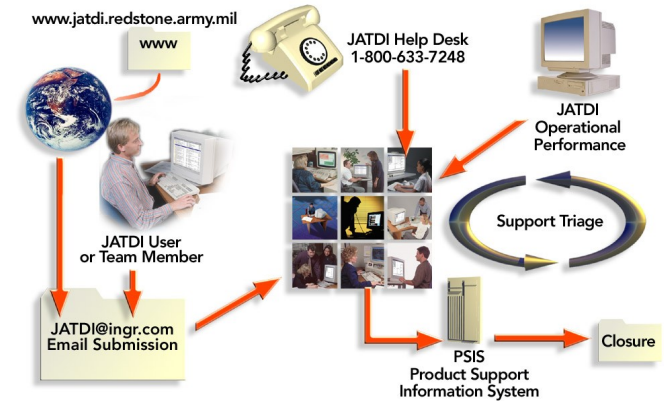 www.jatdi.redstone.army.mil
www
JATDI Help Desk
1-800-633-7248
JATDI
Operational
Performance
Support Triage
JATDI User
or Team Member
JATDI@ingr.com
Email Submission
PSIS
Product Support
Information System
Closure